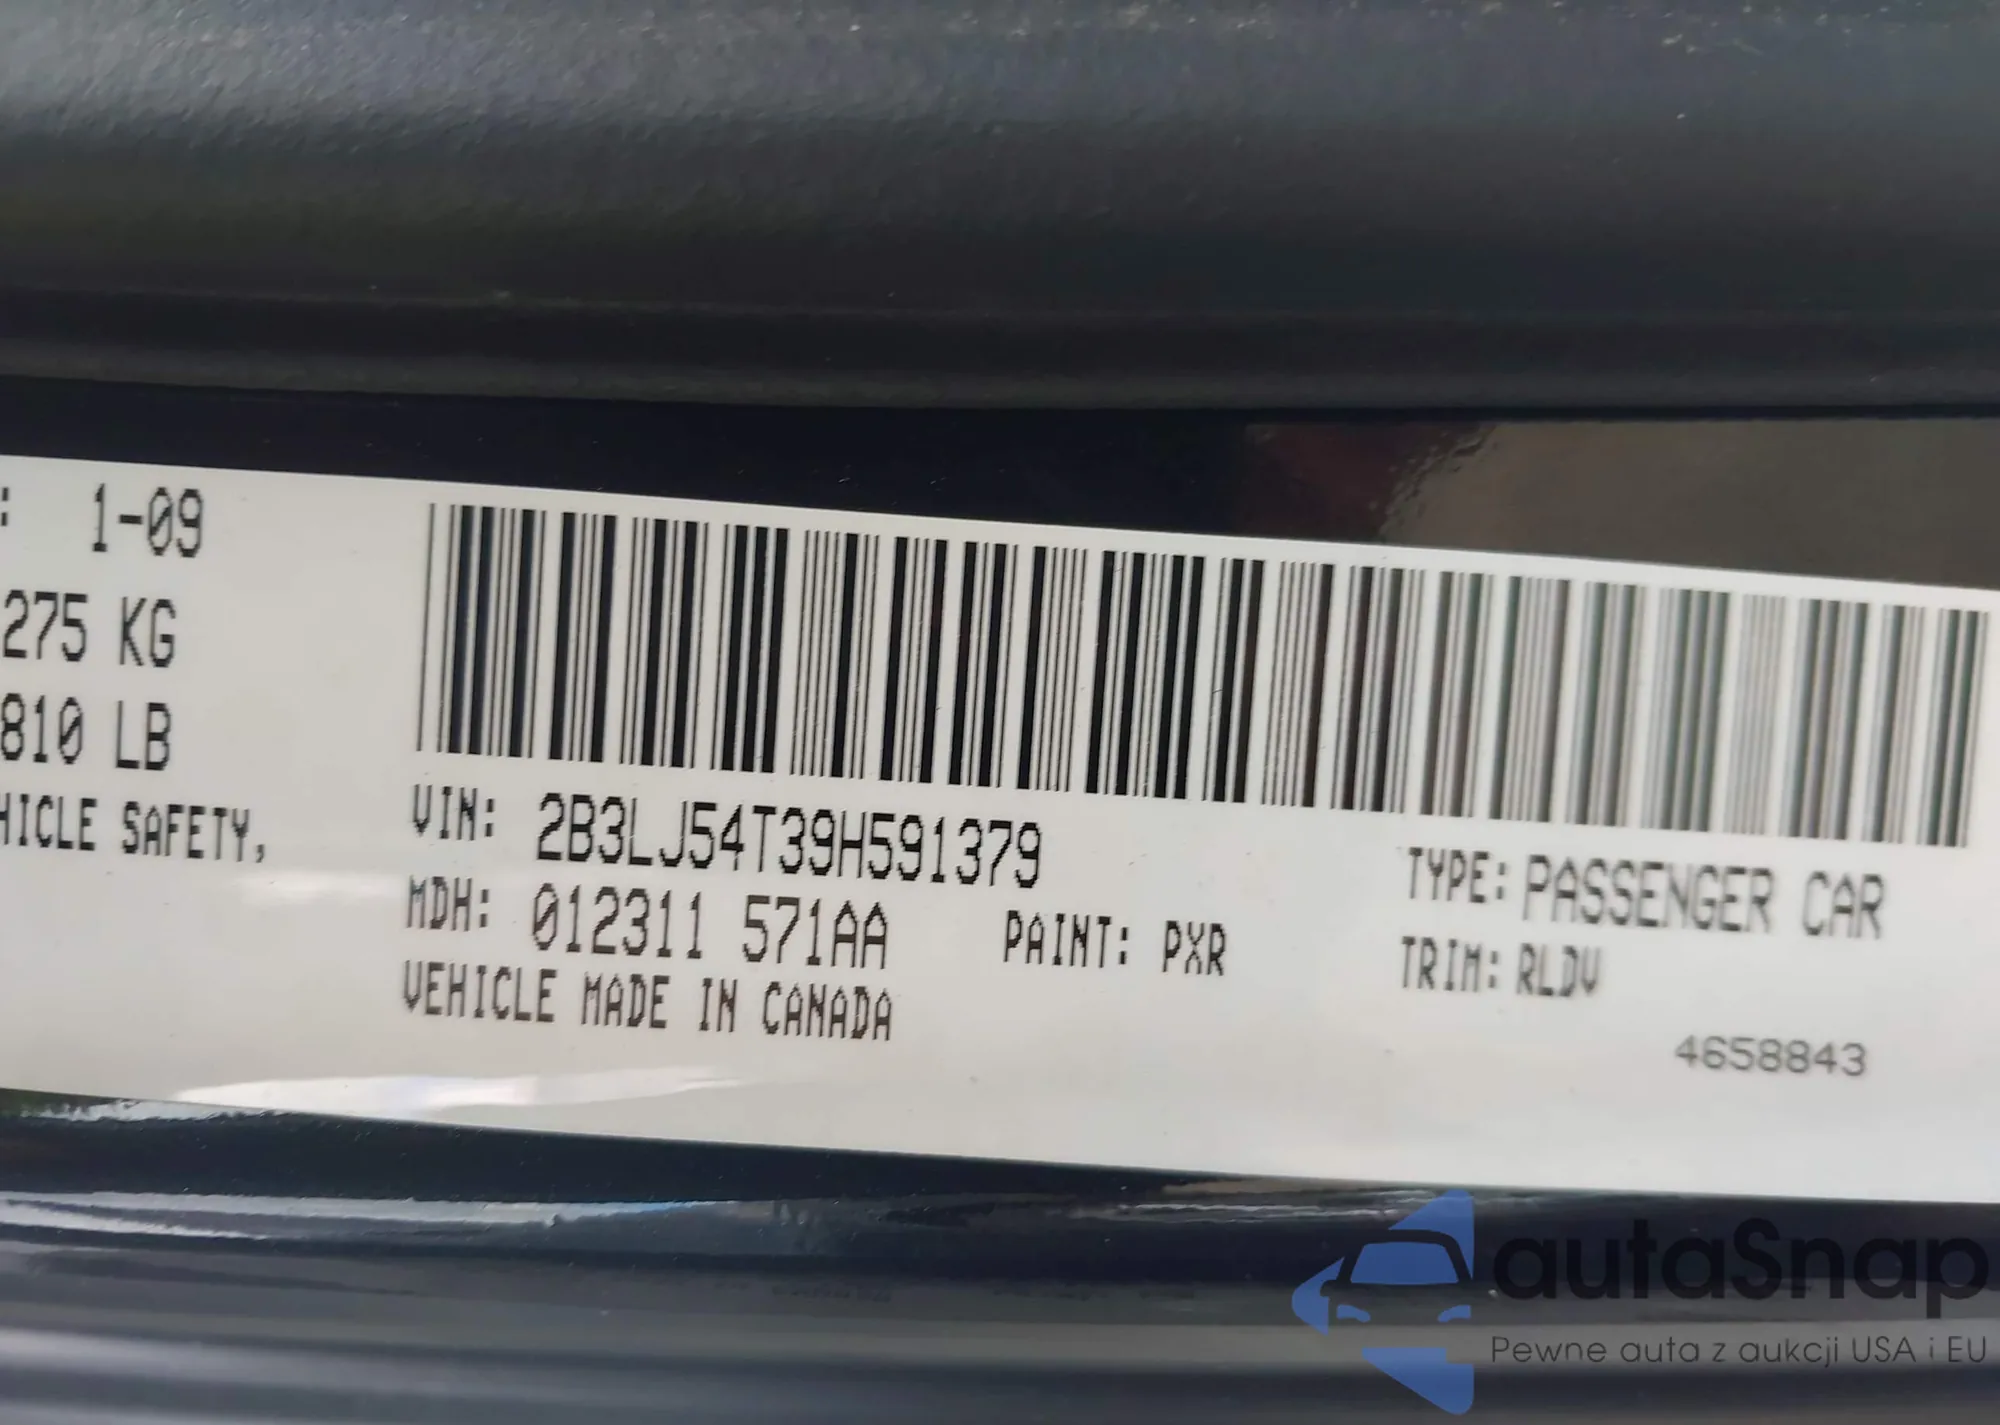 : 1-09
275 KG
810 LB
HICLE SAFETY,
VIN: 2B3LJ54T39H591379
MDH: 012311 571AA PAINT: PXR
VEHICLE MADE IN CANADA
TYPE: PASSENGER CAR
TRIM: RLDV
4658843
autaSnap
Pewne auta z aukcji USA i EU